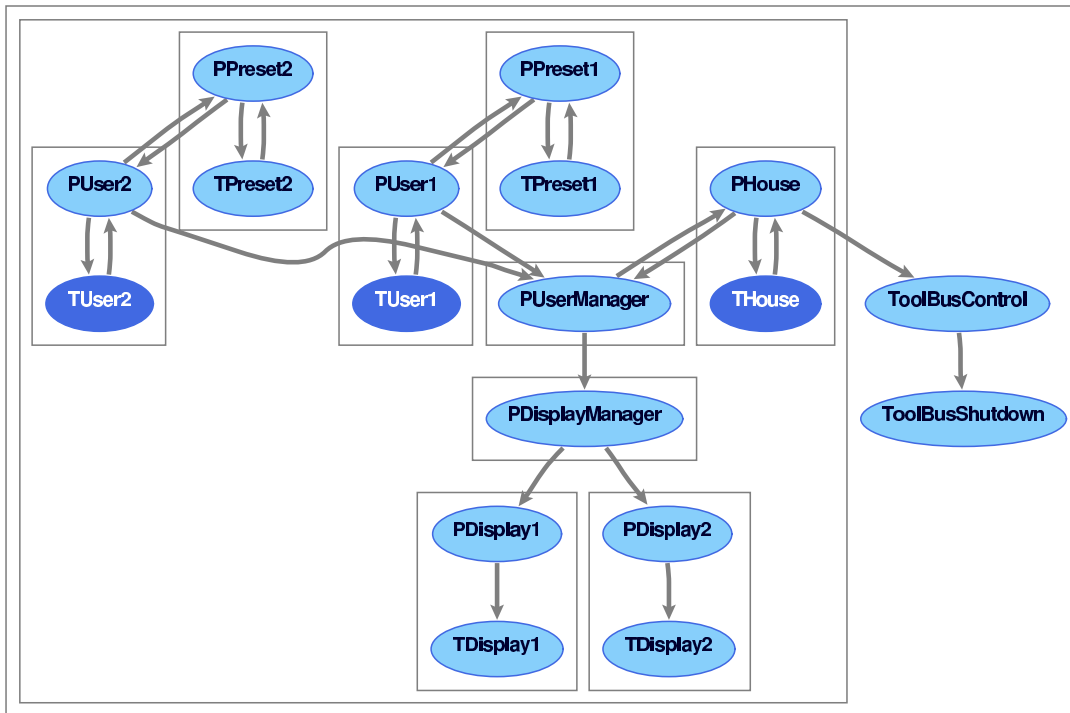 PPreset2
PPreset1
PUser2
TPreset2
PUser1
TPreset1
PHouse
TUser2
TUser1
PUserManager
THouse
ToolBusControl
PDisplayManager
ToolBusShutdown
PDisplay1
PDisplay2
TDisplay1
TDisplay2